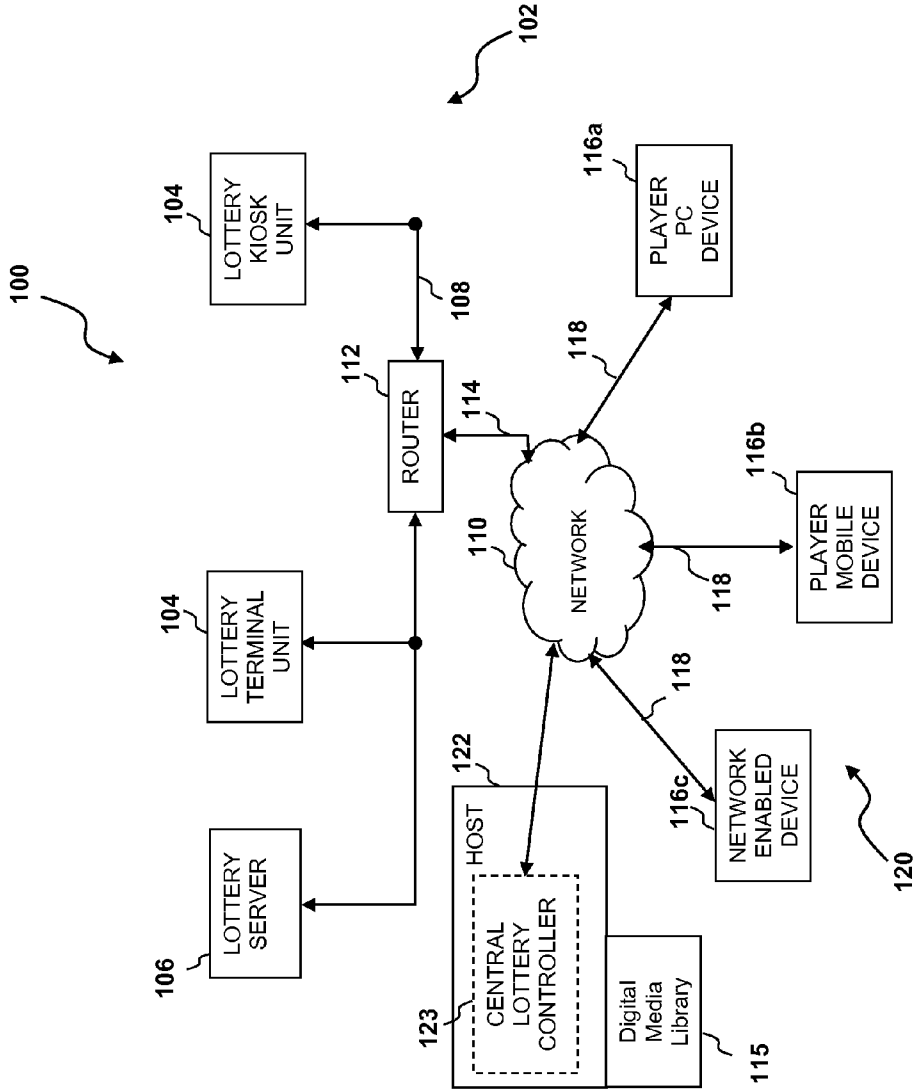 100
106
LOTTERY
SERVER
104
LOTTERY
TERMINAL
UNIT
104
LOTTERY
KIOSK
UNIT
102
112
ROUTER
108
114
110
NETWORK
122
HOST
123
CENTRAL
LOTTERY
CONTROLLER
Digital
Media
Library
115
118
116c
NETWORK
ENABLED
DEVICE
120
118
116b
PLAYER
MOBILE
DEVICE
118
116a
PLAYER
PC
DEVICE